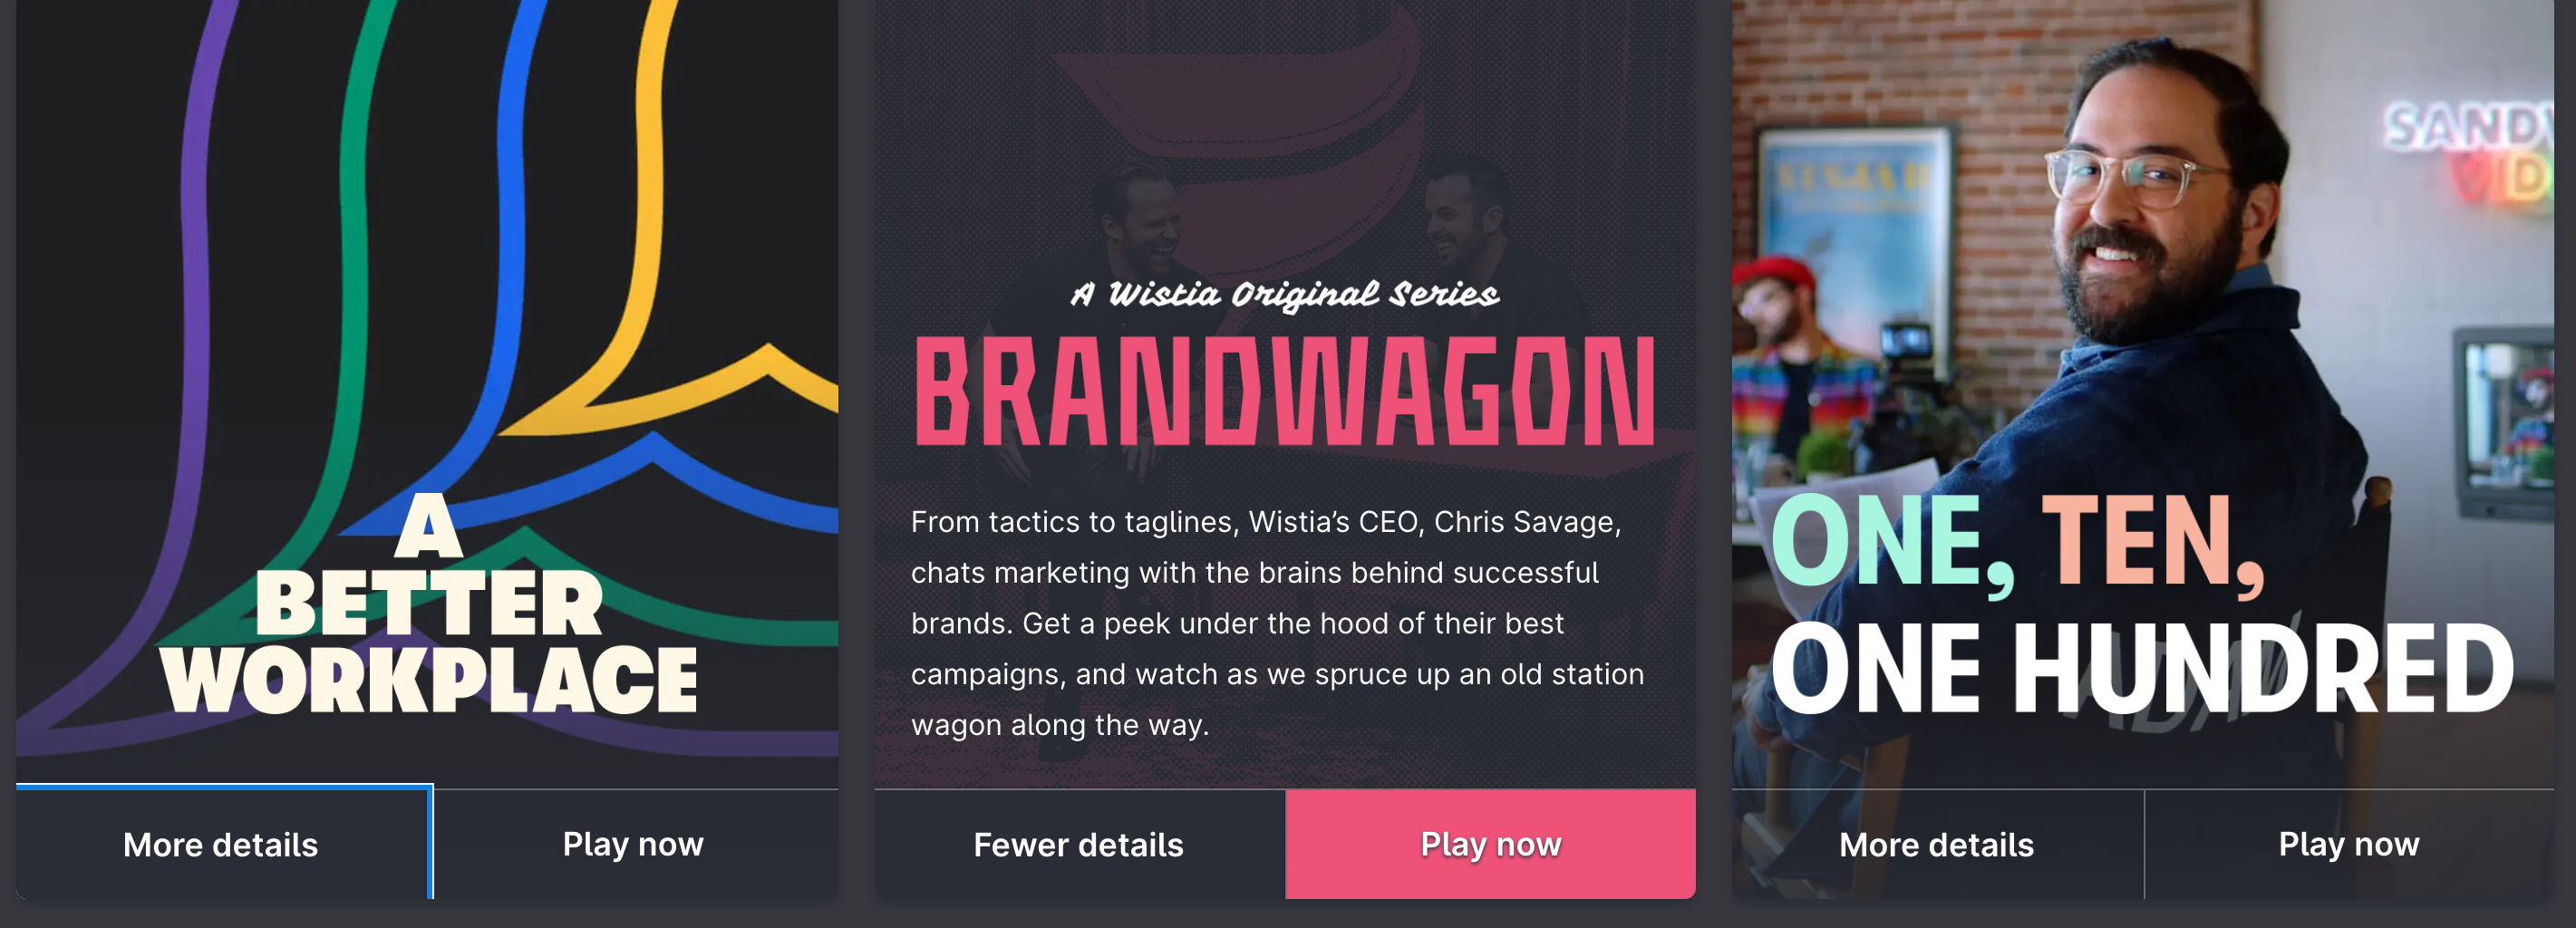 A
BETTER
WORKPLACE
More details
Play now
A Wistia Original Series
BRANDWAGON
From tactics to taglines, Wistia’s CEO, Chris Savage,
chats marketing with the brains behind successful
brands. Get a peek under the hood of their best
campaigns, and watch as we spruce up an old station
wagon along the way.
Fewer details
Play now
SANDW
VID
ONE, TEN,
ONE HUNDRED
ADAM
More details
Play now